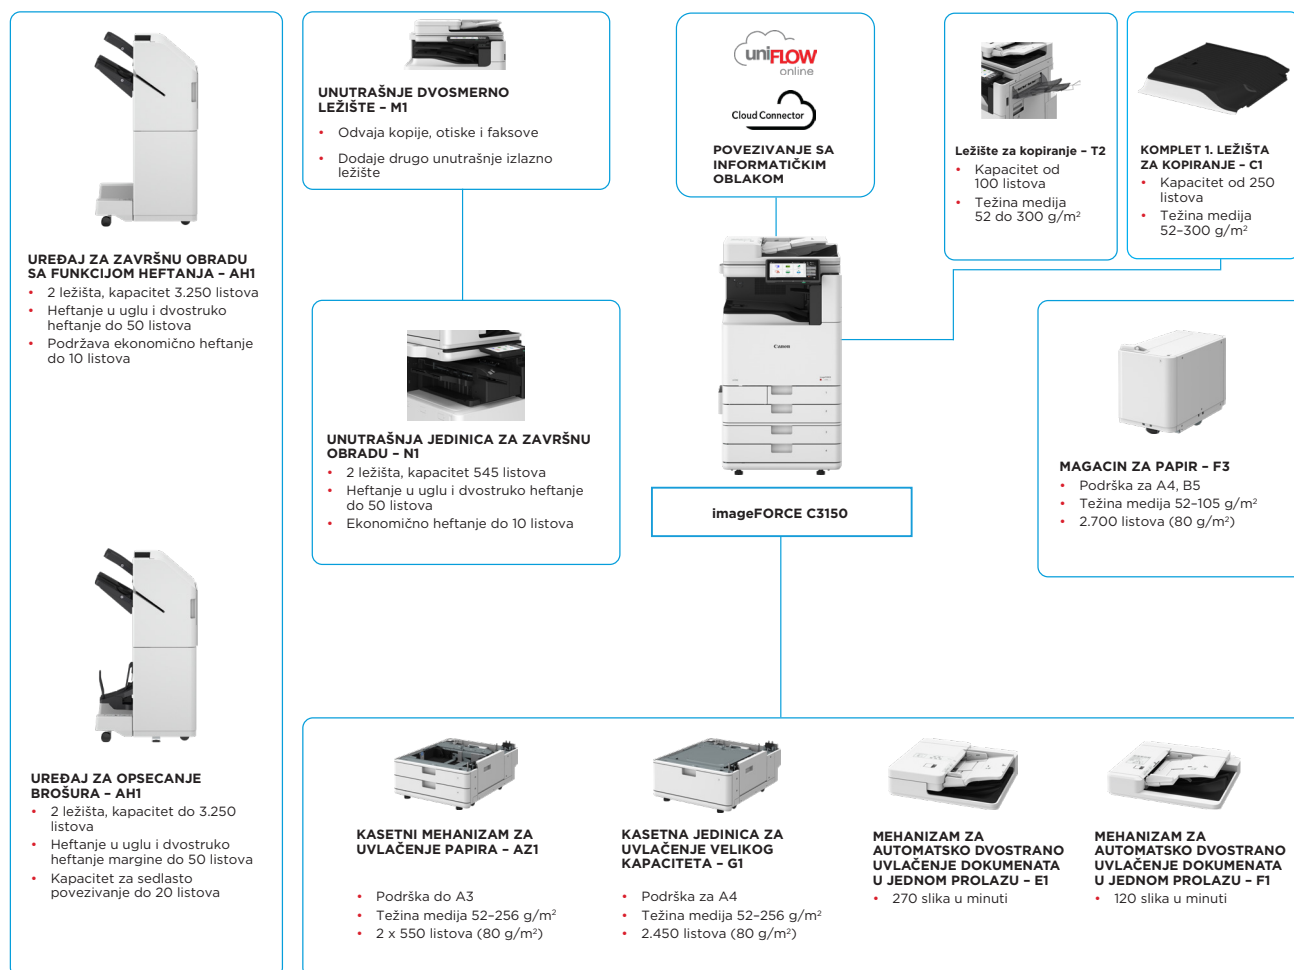 UREĐAJ ZA ZAVRŠNU OBRADU
SA FUNKCIJOM HEFTANJA – AH1
• 2 ležišta, kapacitet 3.250 listova
• Heftanje u uglu i dvostruko
heftanje do 50 listova
• Podržava ekonomično heftanje
do 10 listova
UREĐAJ ZA OPSECANJE
BROŠURA – AH1
• 2 ležišta, kapacitet do 3.250
listova
• Heftanje u uglu i dvostruko
heftanje margine do 50 listova
• Kapacitet za sedlasto
povezivanje do 20 listova
UNUTRAŠNJE DVOSMERNO
LEŽIŠTE – M1
• Odvaja kopije, otiske i faksove
• Dodaje drugo unutrašnje izlazno
ležište
UNUTRAŠNJA JEDINICA ZA ZAVRŠNU
OBRADU – N1
• 2 ležišta, kapacitet 545 listova
• Heftanje u uglu i dvostruko heftanje
do 50 listova
• Ekonomično heftanje do 10 listova
uniFLOW
online
Cloud Connector
POVEZIVANJE SA
INFORMATIČKIM
OBLAKOM
Canon
imageFORCE C3150
Ležište za kopiranje – T2
• Kapacitet od
100 listova
• Težina medija
52 do 300 g/m²
KOMPLET 1. LEŽIŠTA
ZA KOPIRANJE – C1
• Kapacitet od 250
listova
• Težina medija
52–300 g/m²
MAGACIN ZA PAPIR – F3
• Podrška za A4, B5
• Težina medija 52–105 g/m²
• 2.700 listova (80 g/m²)
KASETNI MEHANIZAM ZA
UVLAČENJE PAPIRA – AZ1
• Podrška do A3
• Težina medija 52–256 g/m²
• 2 x 550 listova (80 g/m²)
KASETNA JEDINICA ZA
UVLAČENJE VELIKOG
KAPACITETA – G1
• Podrška za A4
• Težina medija 52–256 g/m²
• 2.450 listova (80 g/m²)
MEHANIZAM ZA
AUTOMATSKO DVOSTRANO
UVLAČENJE DOKUMENATA
U JEDNOM PROLAZU – E1
• 270 slika u minuti
MEHANIZAM ZA
AUTOMATSKO DVOSTRANO
UVLAČENJE DOKUMENATA
U JEDNOM PROLAZU – F1
• 120 slika u minuti